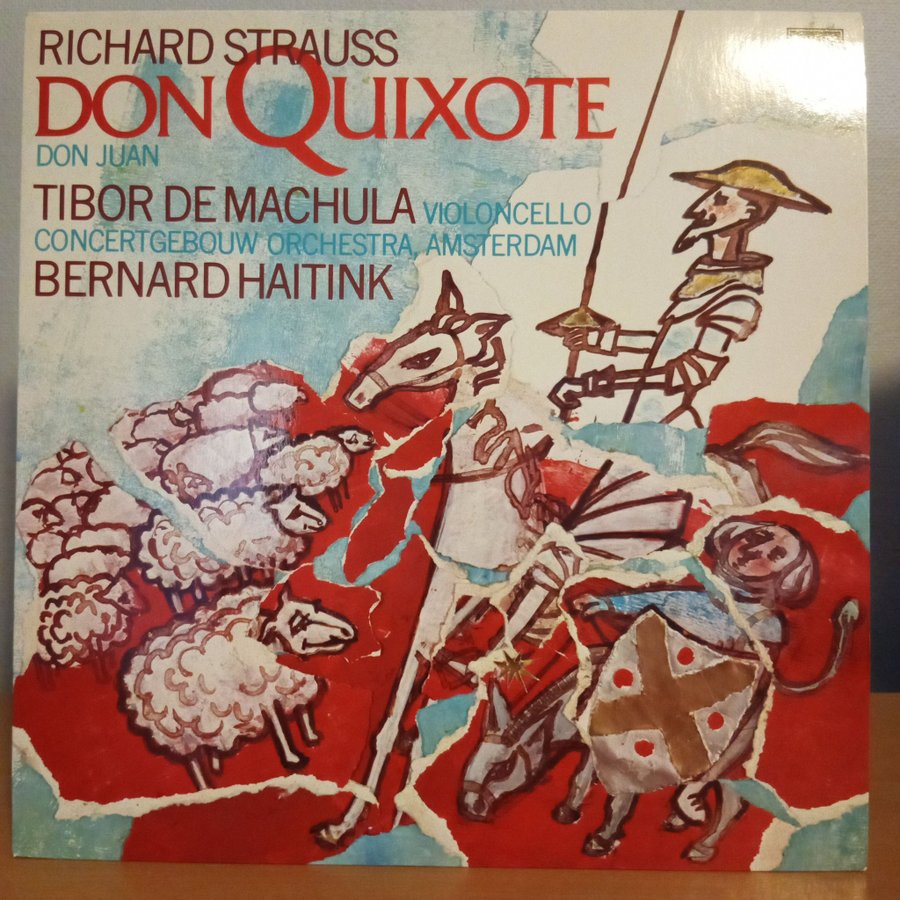 RICHARD STRAUSS
DON QUIXOTE
DON JUAN
TIBOR DE MACHULA VIOLONCELLO
CONCERTGEBOUW ORCHESTRA, AMSTERDAM
BERNARD HAITINK